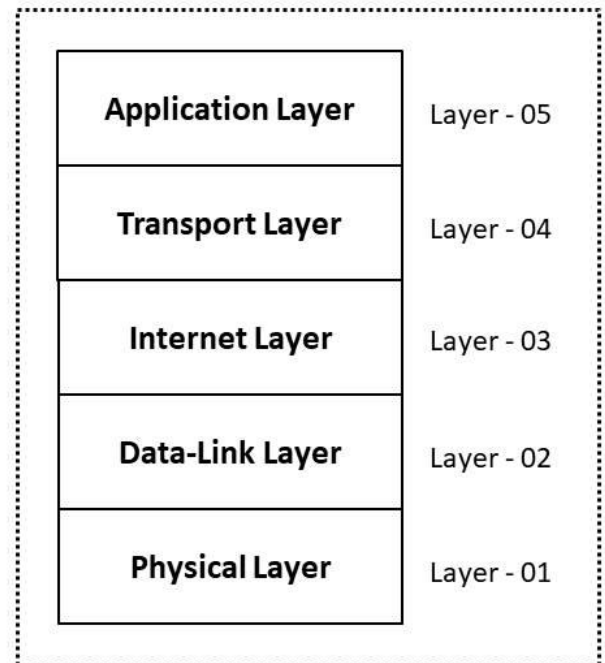 Application Layer Layer - 05
Transport Layer Layer - 04
Internet Layer Layer - 03
Data-Link Layer Layer - 02
Physical Layer Layer - 01